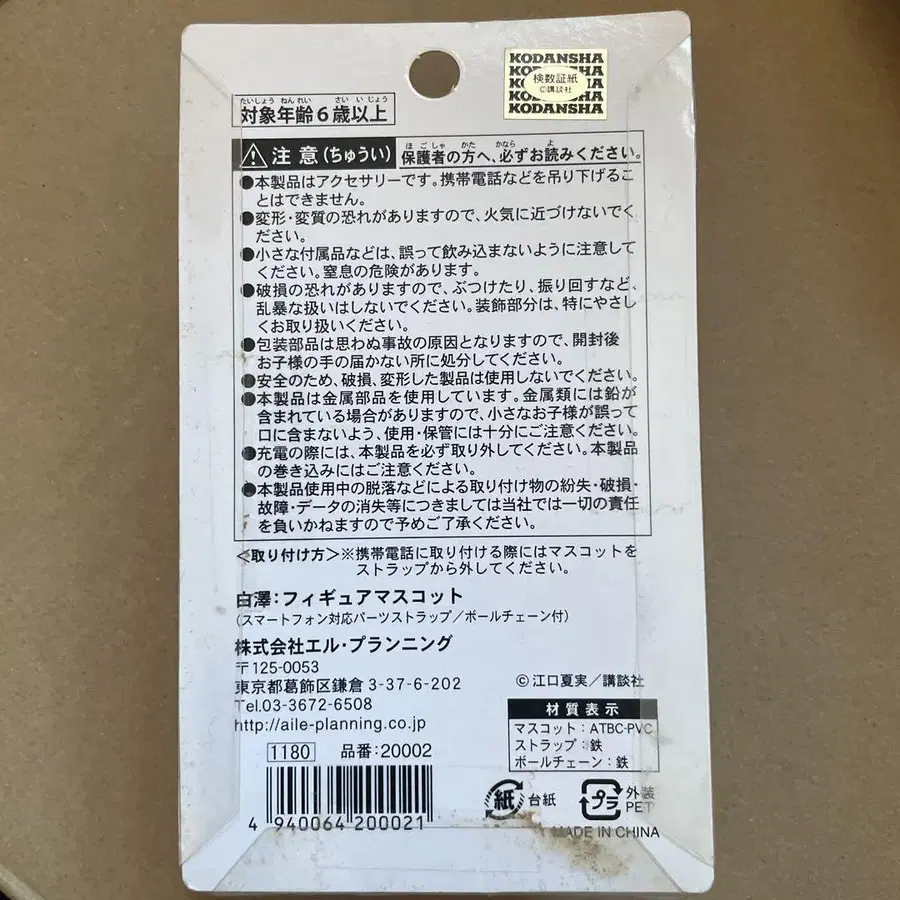 KODANSHA
検数証紙
©講談社
KODANSHA
たいしょう ねんれい さい いじょう
対象年齢6歳以上
注意(ちゅうい)
ほごしゃ かた かなら よ
保護者の方へ、必ずお読みください。
●本製品はアクセサリーです。携帯電話などを吊り下げるこ
とはできません。
●変形・変質の恐れがありますので、火気に近づけないでく
ださい。
●小さな付属品などは、誤って飲み込まないように注意して
ください。窒息の危険があります。
●破損の恐れがありますので、ぶつけたり、振り回すなど、
乱暴な扱いはしないでください。装飾部分は、特にやさし
くお取り扱いください。
●包装部品は思わぬ事故の原因となりますので、開封後
お子様の手の届かない所に処分してください。
●安全のため、破損、変形した製品は使用しないでください。
●本製品は金属部品を使用しています。金属類には鉛が
含まれている場合がありますので、小さなお子様が誤って
口に含まないよう、使用・保管には十分にご注意ください。
●充電の際には、本製品を必ず取り外してください。本製品
の巻き込みにはご注意ください。
●本製品使用中の脱落などによる取り付け物の紛失・破損・
故障・データの消失等につきましては当社では一切の責任
を負いかねますので予めご了承ください。
<取り付け方>※携帯電話に取り付ける際にはマスコットを
ストラップから外してください。
白澤:フィギュアマスコット
(スマートフォン対応パーツストラップ/ボールチェーン付)
株式会社エル・プランニング
〒125-0053
東京都葛飾区鎌倉 3-37-6-202
Tel.03-3672-6508
http://aile-planning.co.jp
©江口夏実/講談社
材質表示
マスコット:ATBC-PVC
ストラップ:鉄
ボールチェーン:鉄
1180 品番:20002
4 940064 200021
紙 台紙
プラ 外装
PET
MADE IN CHINA